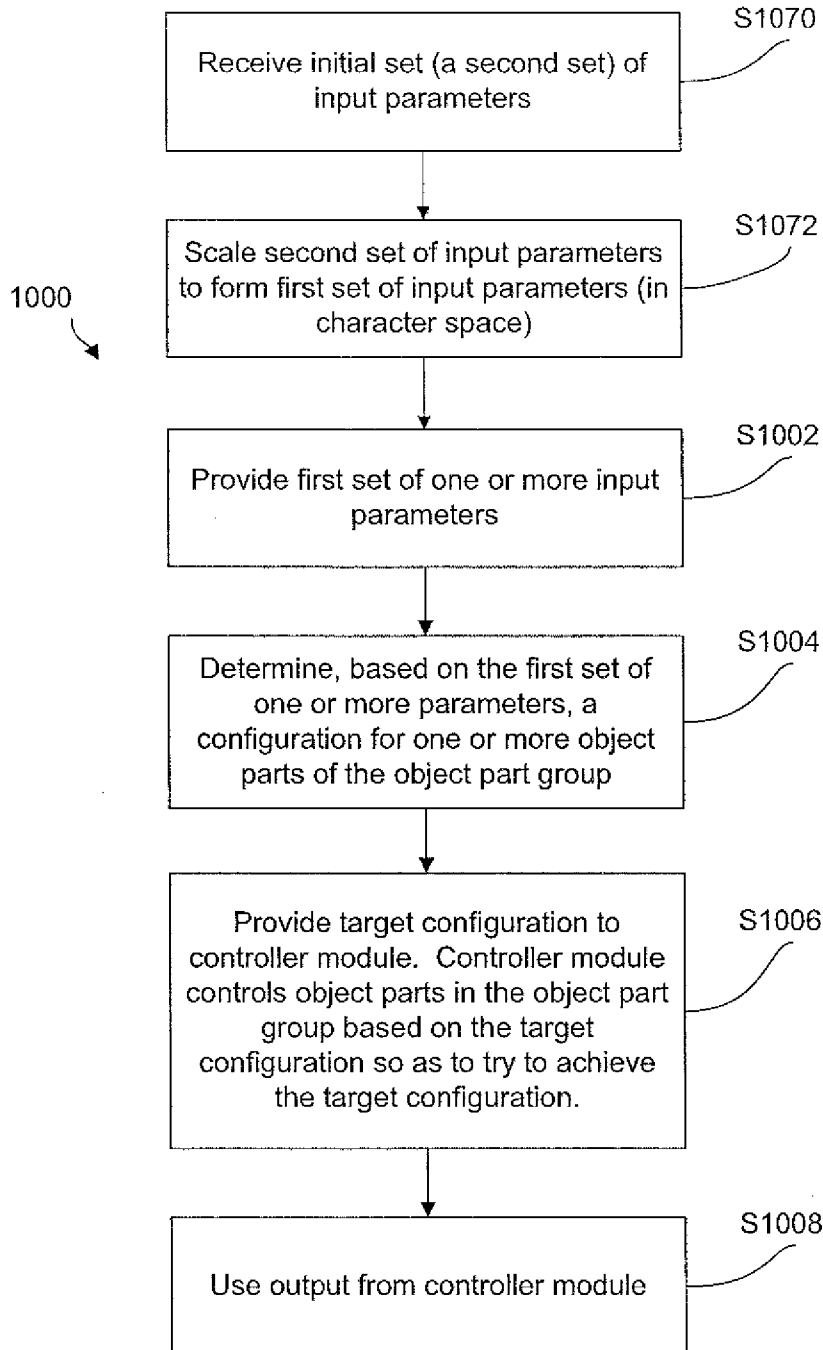 S1070
Receive initial set (a second set) of
input parameters
S1072
Scale second set of input parameters
to form first set of input parameters (in
character space)
1000
S1002
Provide first set of one or more input
parameters
S1004
Determine, based on the first set of
one or more parameters, a
configuration for one or more object
parts of the object part group
S1006
Provide target configuration to
controller module. Controller module
controls object parts in the object part
group based on the target
configuration so as to try to achieve
the target configuration.
S1008
Use output from controller module